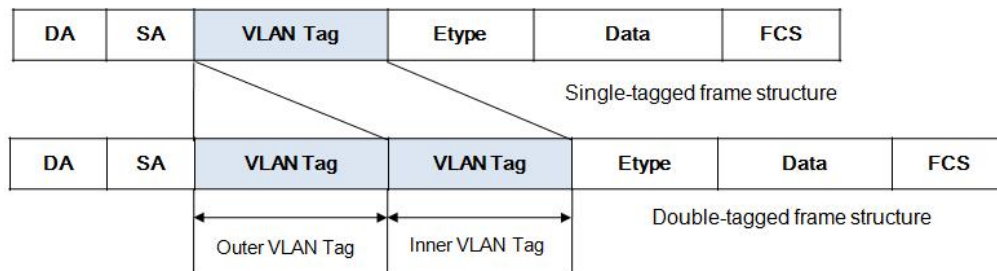 DA SA VLAN Tag Etype Data FCS
Single-tagged frame structure
DA SA VLAN Tag VLAN Tag Etype Data FCS
Double-tagged frame structure
Outer VLAN Tag Inner VLAN Tag